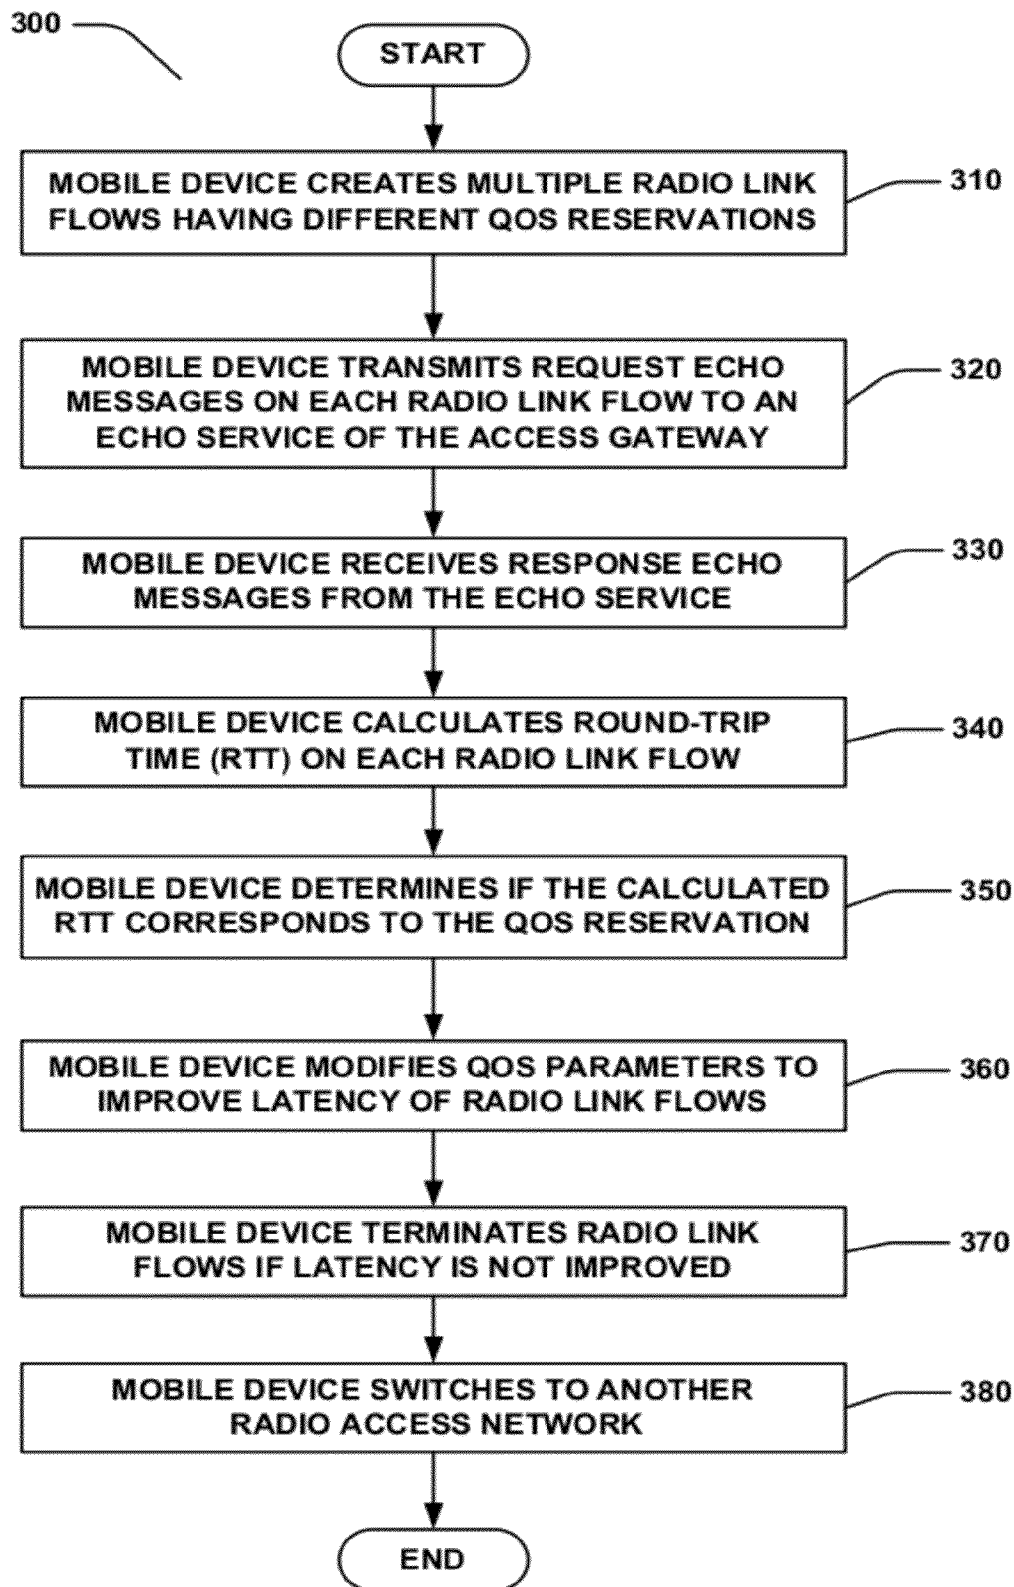 300
START
MOBILE DEVICE CREATES MULTIPLE RADIO LINK
FLOWS HAVING DIFFERENT QOS RESERVATIONS
310
MOBILE DEVICE TRANSMITS REQUEST ECHO
MESSAGES ON EACH RADIO LINK FLOW TO AN
ECHO SERVICE OF THE ACCESS GATEWAY
320
MOBILE DEVICE RECEIVES RESPONSE ECHO
MESSAGES FROM THE ECHO SERVICE
330
MOBILE DEVICE CALCULATES ROUND-TRIP
TIME (RTT) ON EACH RADIO LINK FLOW
340
MOBILE DEVICE DETERMINES IF THE CALCULATED
RTT CORRESPONDS TO THE QOS RESERVATION
350
MOBILE DEVICE MODIFIES QOS PARAMETERS TO
IMPROVE LATENCY OF RADIO LINK FLOWS
360
MOBILE DEVICE TERMINATES RADIO LINK
FLOWS IF LATENCY IS NOT IMPROVED
370
MOBILE DEVICE SWITCHES TO ANOTHER
RADIO ACCESS NETWORK
380
END